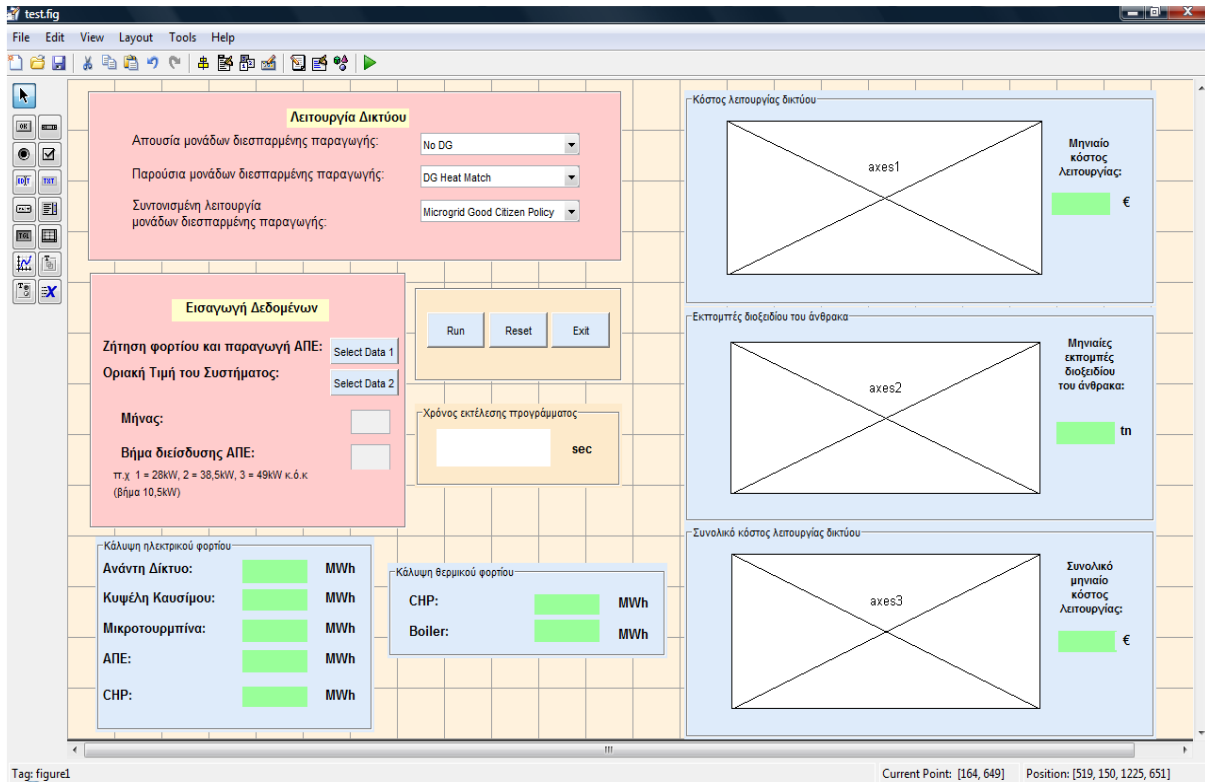 test.fig
File Edit View Layout Tools Help
Λειτουργία Δικτύου
Απουσία μονάδων διεσπαρμένης παραγωγής:
No DG
Παρούσια μονάδων διεσπαρμένης παραγωγής:
DG Heat Match
Συντονισμένη λειτουργία
μονάδων διεσπαρμένης παραγωγής:
Microgrid Good Citizen Policy
Εισαγωγή Δεδομένων
Ζήτηση φορτίου και παραγωγή ΑΠΕ:
Select Data 1
Οριακή Τιμή του Συστήματος:
Select Data 2
Μήνας:
Βήμα διείσδυσης ΑΠΕ:
π.χ 1 = 28kW, 2 = 38,5kW, 3 = 49kW κ.ό.κ
(βήμα 10,5kW)
Run Reset Exit
Χρόνος εκτέλεσης προγράμματος
sec
Κάλυψη ηλεκτρικού φορτίου
Ανάντη Δίκτυο: MWh
Κυψέλη Καυσίμου: MWh
Μικροτουρμπίνα: MWh
ΑΠΕ: MWh
CHP: MWh
Κάλυψη θερμικού φορτίου
CHP: MWh
Boiler: MWh
Κόστος λειτουργίας δικτύου
axes1
Μηνιαίο
κόστος
λειτουργίας:
€
Εκπομπές διοξειδίου του άνθρακα
axes2
Μηνιαίες
εκπομπές
διοξειδίου
του άνθρακα:
tn
Συνολικό κόστος λειτουργίας δικτύου
axes3
Συνολικό
μηνιαίο
κόστος
λειτουργίας:
€
Tag: figure1
Current Point: [164, 649] Position: [519, 150, 1225, 651]